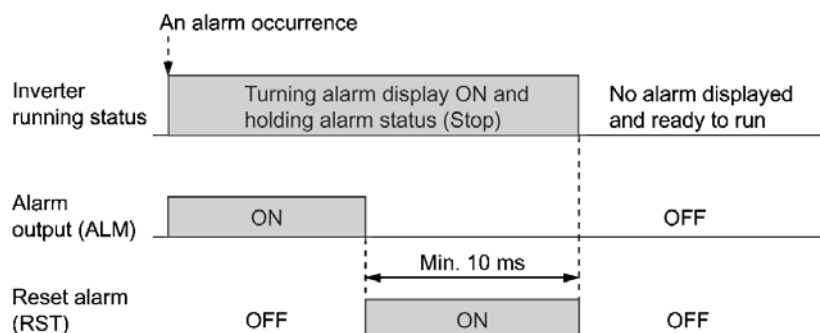 An alarm occurrence
Inverter
running status
Turning alarm display ON and
holding alarm status (Stop)
No alarm displayed
and ready to run
Alarm
output (ALM)
ON
OFF
Min. 10 ms
Reset alarm
(RST)
OFF
ON
OFF